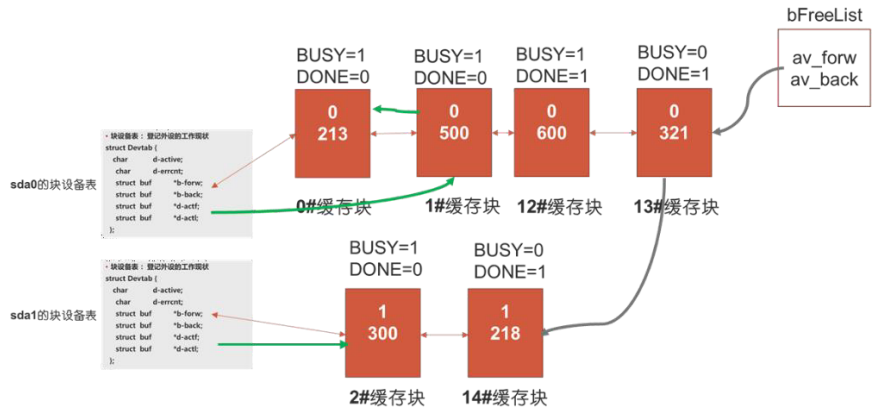 bFreeList
av_forw
av_back
BUSY=1
DONE=0
BUSY=1
DONE=0
BUSY=1
DONE=1
BUSY=0
DONE=1
0
213
0
500
0
600
0
321
0#缓存块
1#缓存块
12#缓存块
13#缓存块
sda0的块设备表
• 块设备表：登记外设的工作现状
struct Devtab {
char d-active;
char d-errcnt;
struct buf *b-forw;
struct buf *b-back;
struct buf *d-actf;
struct buf *d-actl;
};
BUSY=1
DONE=0
BUSY=0
DONE=1
sda1的块设备表
• 块设备表：登记外设的工作现状
struct Devtab {
char d-active;
char d-errcnt;
struct buf *b-forw;
struct buf *b-back;
struct buf *d-actf;
struct buf *d-actl;
};
1
300
1
218
2#缓存块
14#缓存块